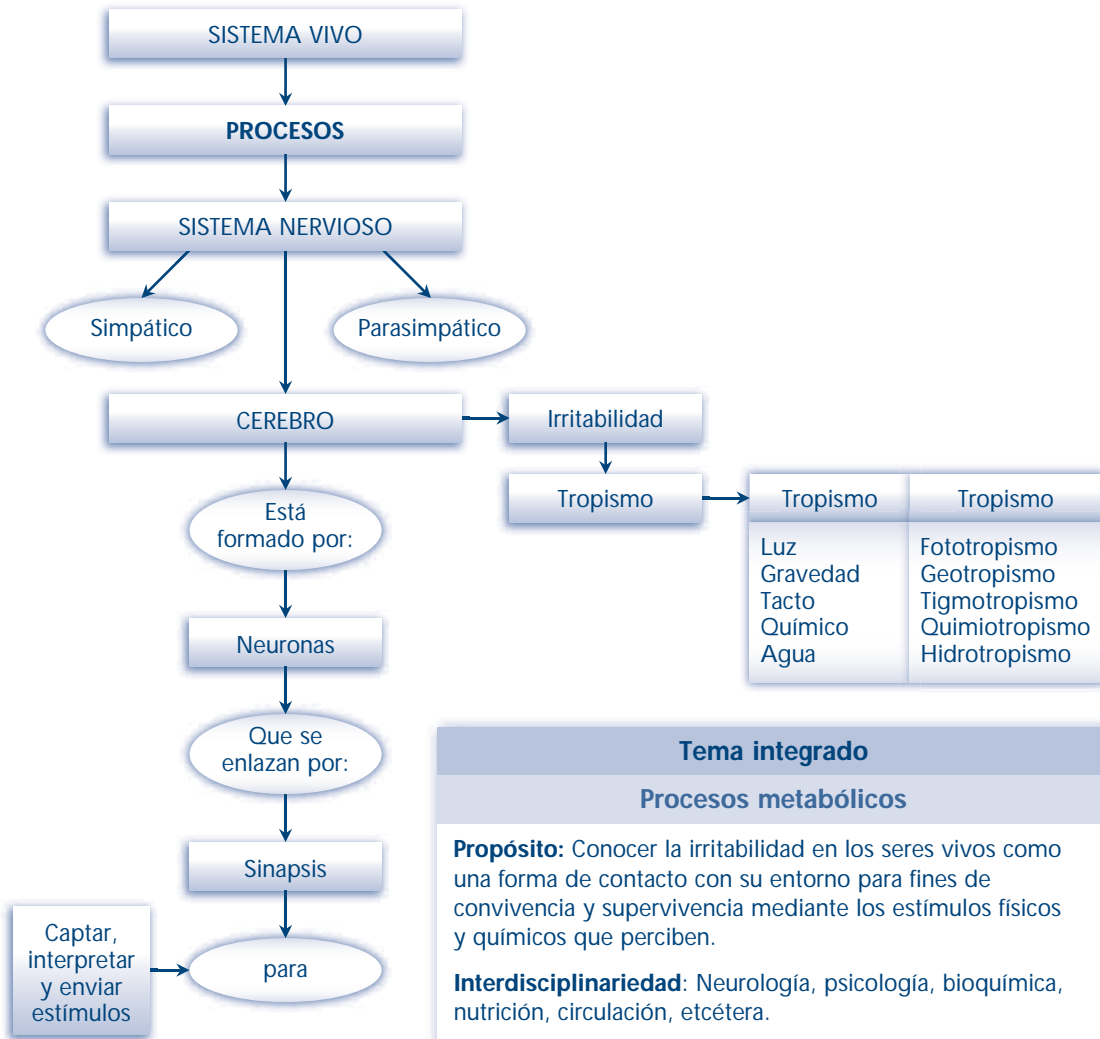 SISTEMA VIVO
PROCESOS
SISTEMA NERVIOSO
Simpático
Parasimpático
CEREBRO
Irritabilidad
Tropismo
Tropismo
Tropismo
Luz
Fototropismo
Gravedad
Geotropismo
Tacto
Tigmotropismo
Químico
Quimiotropismo
Agua
Hidrotropismo
Está
formado por:
Neuronas
Que se
enlazan por:
Sinapsis
Captar,
interpretar
y enviar
estímulos
para
Tema integrado
Procesos metabólicos
Propósito: Conocer la irritabilidad en los seres vivos como
una forma de contacto con su entorno para fines de
convivencia y supervivencia mediante los estímulos físicos
y químicos que perciben.
Interdisciplinariedad: Neurología, psicología, bioquímica,
nutrición, circulación, etcétera.